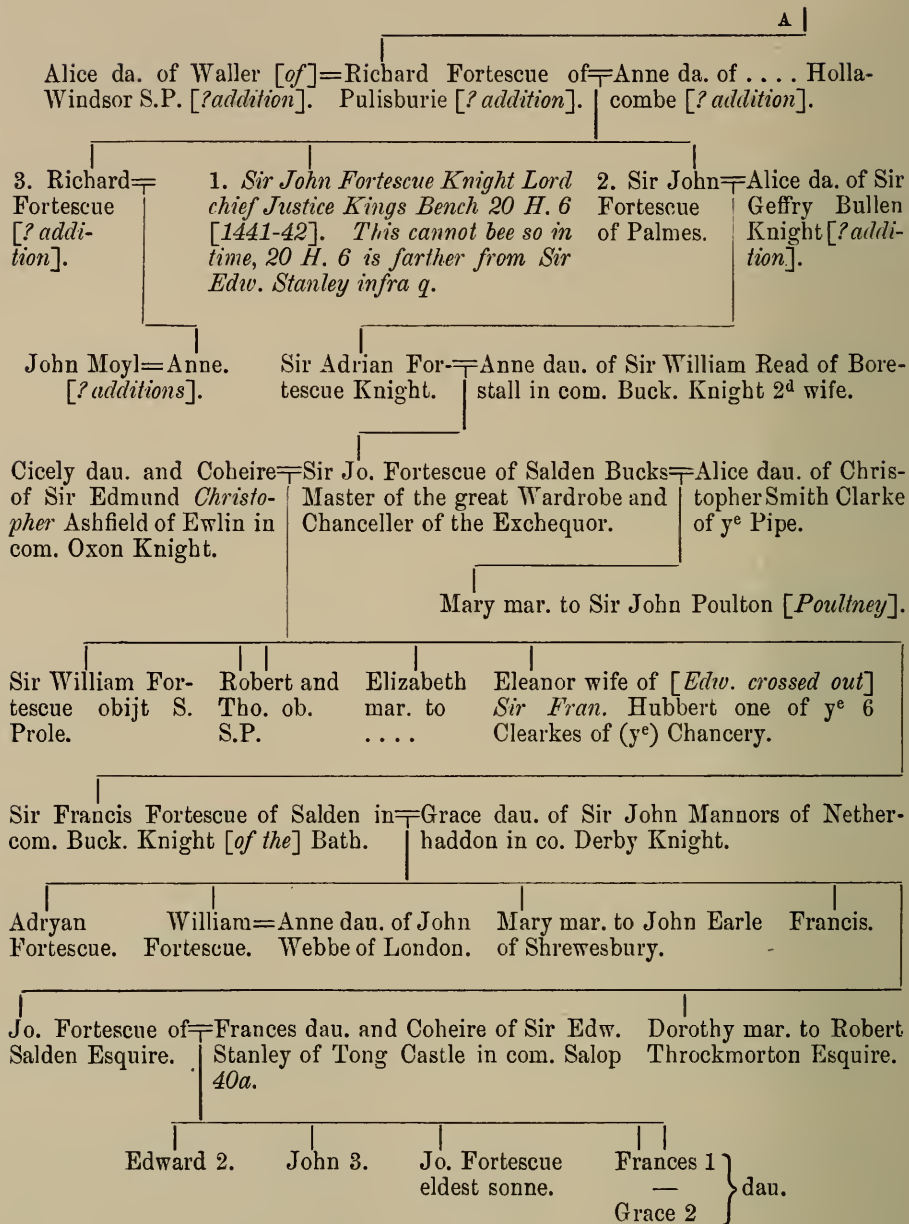 A
Alice da. of Waller [of]=Richard Fortescue of=Anne da. of .... Holla-
Windsor S.P. [?addition]. Pulisburie [?addition]. combe [?addition].
3. Richard=
Fortescue
[?addi-
tion].
1. Sir John Fortescue Knight Lord
chief Justice Kings Bench 20 H. 6
[1441-42]. This cannot bee so in
time, 20 H. 6 is farther from Sir
Edw. Stanley infra q.
2. Sir John=Alice da. of Sir
Fortescue Geffry Bullen
of Palmes. Knight [?addi-
tion.].
John Moyl=Anne.
[?additions].
Sir Adrian For-=Anne dau. of Sir William Read of Bore-
tescue Knight. stall in com. Buck. Knight 2d wife.
Cicely dau. and Coheire=Sir Jo. Fortescue of Salden Bucks=Alice dau. of Chris-
of Sir Edmund Christo- Master of the great Wardrobe and topher Smith Clarke
pher Ashfield of Ewlin in Chanceller of the Exchequor. of ye Pipe.
com. Oxon Knight.
Mary mar. to Sir John Poulton [Poultney].
Sir William For-
tescue obijt S.
Prole.
Robert and
Tho. ob.
S.P.
Elizabeth
mar. to
....
Eleanor wife of [Edw. crossed out]
Sir Fran. Hubbert one of ye 6
Clearkes of (ye) Chancery.
Sir Francis Fortescue of Salden in=Grace dau. of Sir John Mannors of Nether-
com. Buck. Knight [of the] Bath. haddon in co. Derby Knight.
Adryan
Fortescue.
William=Anne dau. of John
Fortescue. Webbe of London.
Mary mar. to John Earle
of Shrewesbury.
Francis.
Jo. Fortescue of=Frances dau. and Coheire of Sir Edw.
Salden Esquire. Stanley of Tong Castle in com. Salop
40a.
Dorothy mar. to Robert
Throckmorton Esquire.
Edward 2.
John 3.
Jo. Fortescue
eldest sonne.
Frances 1
—
Grace 2
dau.